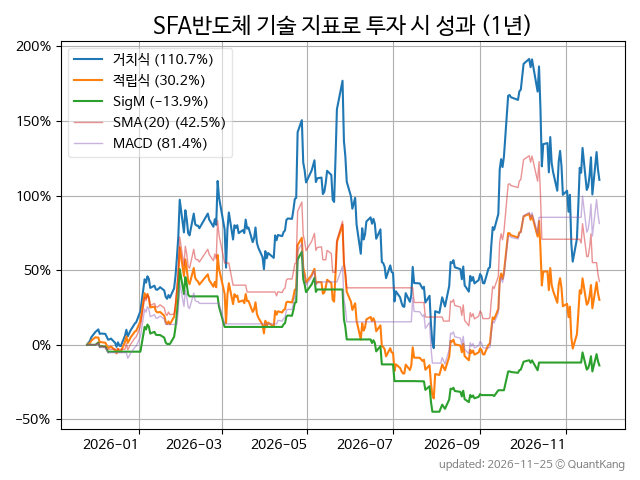 SFA반도체 기술 지표로 투자 시 성과 (1년)
200%
150%
100%
50%
0%
−50%
거치식 (110.7%)
적립식 (30.2%)
SigM (−13.9%)
SMA(20) (42.5%)
MACD (81.4%)
2026-01
2026-03
2026-05
2026-07
2026-09
2026-11
updated: 2026-11-25 © QuantKang